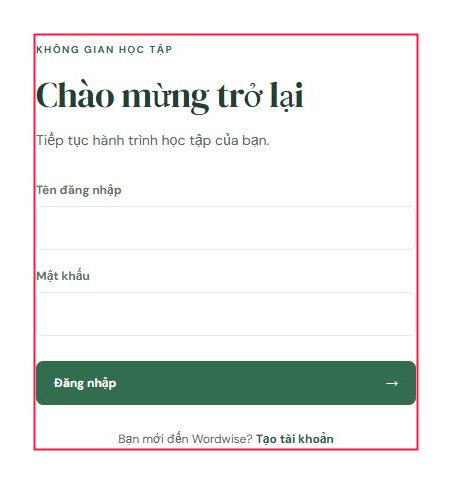 KHÔNG GIAN HỌC TẬP
Chào mừng trở lại
Tiếp tục hành trình học tập của bạn.
Tên đăng nhập
Mật khẩu
Đăng nhập →
Bạn mới đến Wordwise? Tạo tài khoản